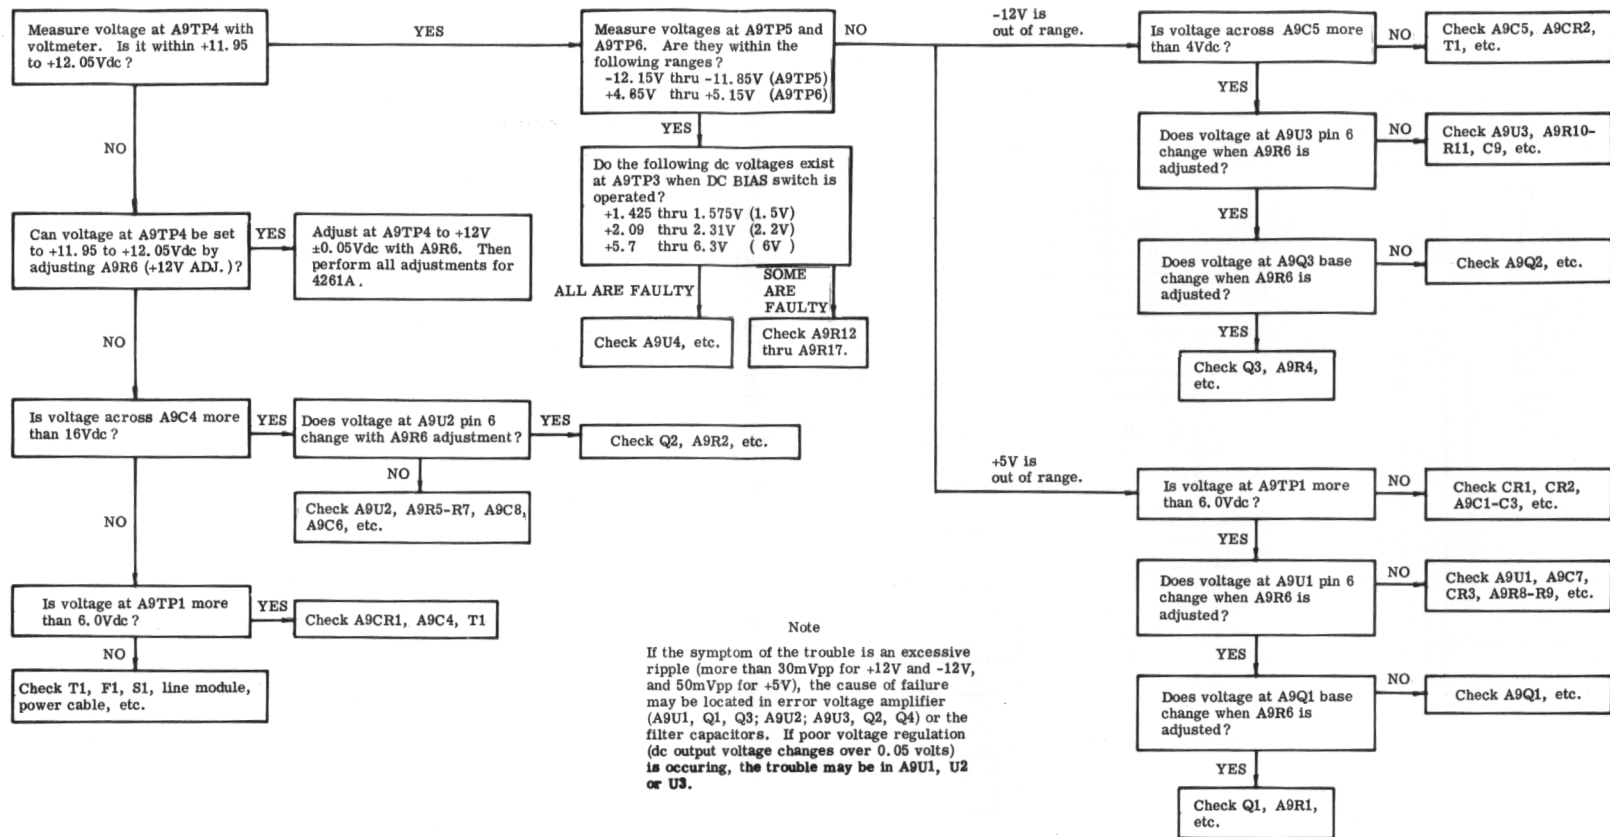 Measure voltage at A9TP4 with
voltmeter. Is it within +11.95
to +12.05Vdc?
YES
Measure voltages at A9TP5 and
A9TP6. Are they within the
following ranges?
-12.15V thru -11.85V (A9TP5)
+4.85V thru +5.15V (A9TP6)
NO
-12V is
out of range.
Is voltage across A9C5 more
than 4Vdc?
NO
Check A9C5, A9CR2,
T1, etc.
YES
Does voltage at A9U3 pin 6
change when A9R6 is
adjusted?
NO
Check A9U3, A9R10-
R11, C9, etc.
YES
Does voltage at A9Q3 base
change when A9R6 is
adjusted?
NO
Check A9Q2, etc.
YES
Check Q3, A9R4,
etc.
YES
Do the following dc voltages exist
at A9TP3 when DC BIAS switch is
operated?
+1.425 thru 1.575V (1.5V)
+2.09 thru 2.31V (2.2V)
+5.7 thru 6.3V ( 6V )
ALL ARE FAULTY
SOME
ARE
FAULTY
Check A9U4, etc.
Check A9R12
thru A9R17.
NO
Can voltage at A9TP4 be set
to +11.95 to +12.05Vdc by
adjusting A9R6 (+12V ADJ.)?
YES
Adjust at A9TP4 to +12V
±0.05Vdc with A9R6. Then
perform all adjustments for
4261A.
NO
Is voltage across A9C4 more
than 16Vdc?
YES
Does voltage at A9U2 pin 6
change with A9R6 adjustment?
YES
Check Q2, A9R2, etc.
NO
Check A9U2, A9R5-R7, A9C8,
A9C6, etc.
NO
Is voltage at A9TP1 more
than 6.0Vdc?
YES
Check A9CR1, A9C4, T1
NO
Check T1, F1, S1, line module,
power cable, etc.
+5V is
out of range.
Is voltage at A9TP1 more
than 6.0Vdc?
NO
Check CR1, CR2,
A9C1-C3, etc.
YES
Does voltage at A9U1 pin 6
change when A9R6 is
adjusted?
NO
Check A9U1, A9C7,
CR3, A9R8-R9, etc.
YES
Does voltage at A9Q1 base
change when A9R6 is
adjusted?
NO
Check A9Q1, etc.
YES
Check Q1, A9R1,
etc.
Note
If the symptom of the trouble is an excessive
ripple (more than 30mVpp for +12V and -12V,
and 50mVpp for +5V), the cause of failure
may be located in error voltage amplifier
(A9U1, Q1, Q3; A9U2; A9U3, Q2, Q4) or the
filter capacitors. If poor voltage regulation
(dc output voltage changes over 0.05 volts)
is occuring, the trouble may be in A9U1, U2
or U3.